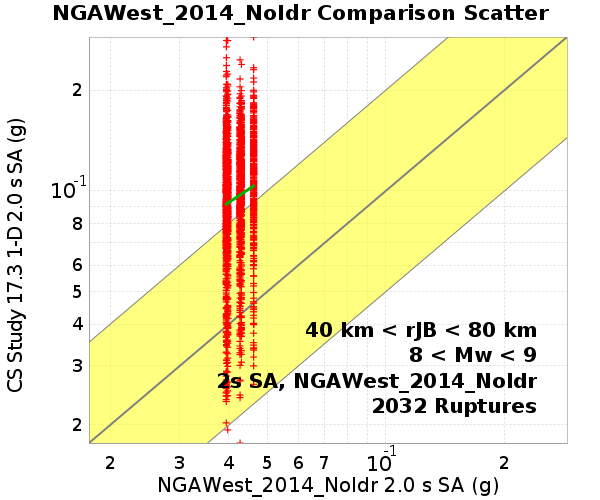 NGAWest_2014_NoIdr Comparison Scatter
CS Study 17.3 1-D 2.0 s SA (g)
2
10⁻¹
8
6
5
4
3
2
40 km < rJB < 80 km
8 < Mw < 9
2s SA, NGAWest_2014_NoIdr
2032 Ruptures
2 3 4 5 6 7 10⁻¹ 2
NGAWest_2014_NoIdr 2.0 s SA (g)